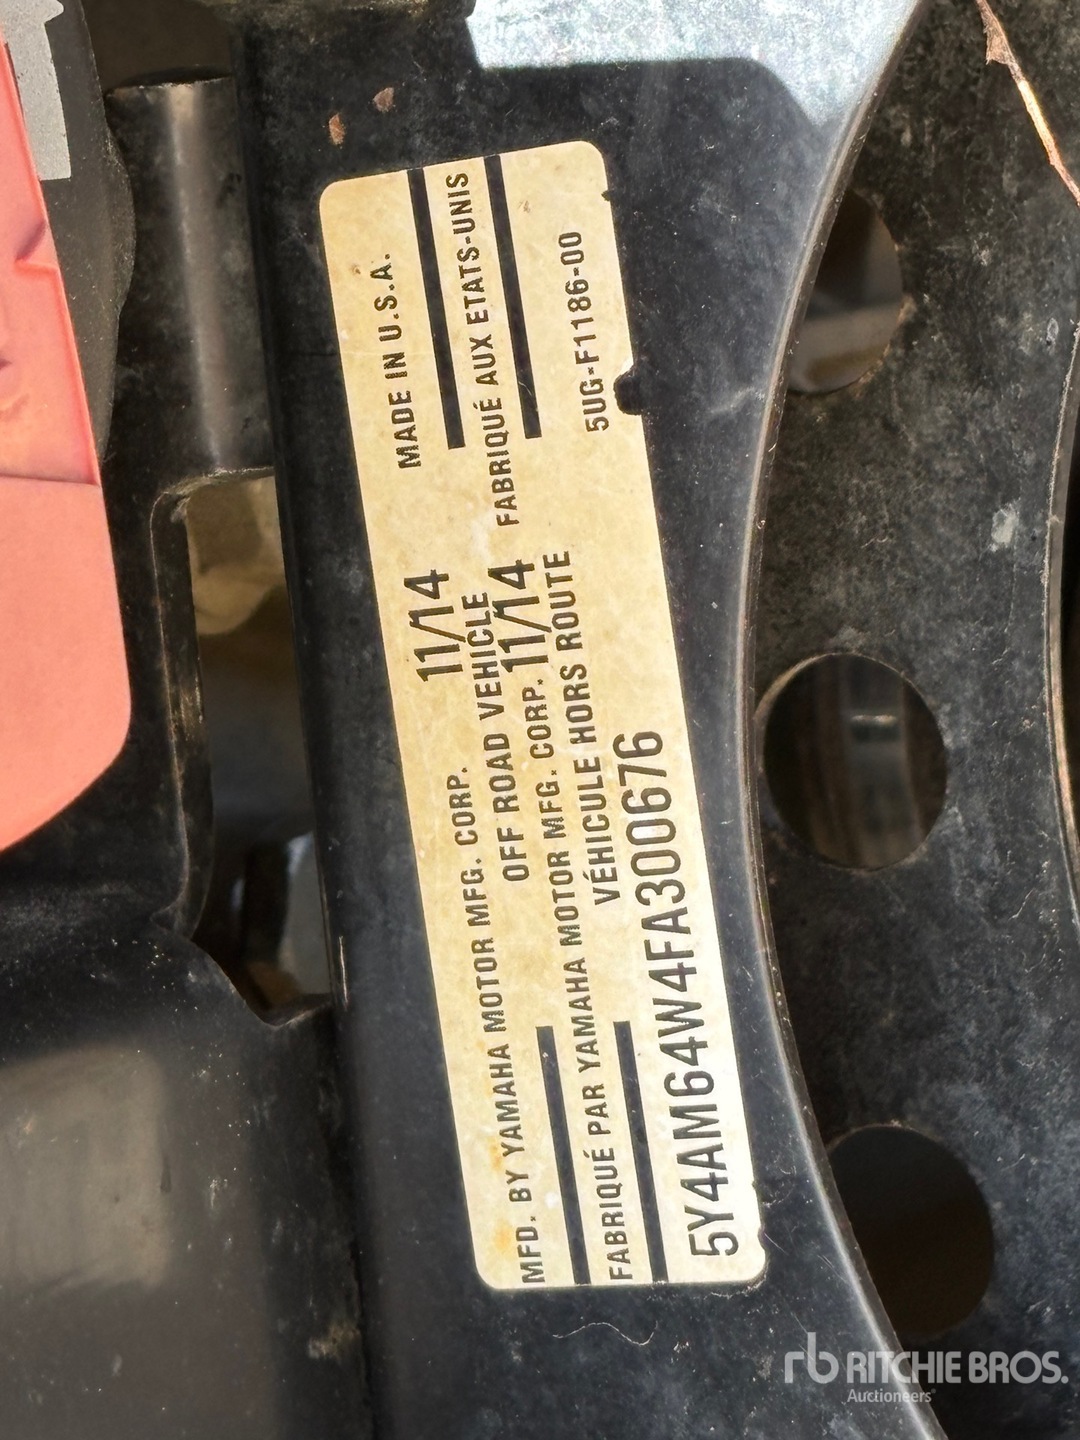 MFD. BY YAMAHA MOTOR MFG. CORP. 11/14 MADE IN U.S.A.
OFF ROAD VEHICLE
FABRIQUÉ PAR YAMAHA MOTOR MFG. CORP. 11/14 FABRIQUÉ AUX ETATS-UNIS
VÉHICULE HORS ROUTE
5Y4AM64W4FA300676 5UG-F1186-00
rb RITCHIE BROS.
Auctioneers